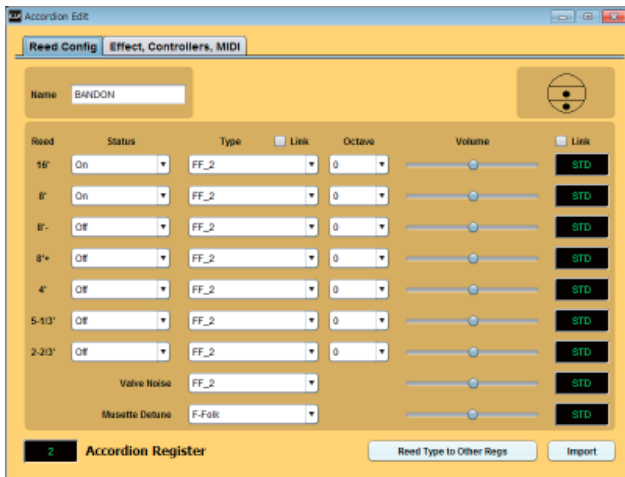 Accordion Edit
Reed Config Effect, Controllers, MIDI
Name BANDON
Reed Status Type Link Octave Volume Link
16' On FF_2 0 STD
8' On FF_2 0 STD
8'- Off FF_2 0 STD
8'+ Off FF_2 0 STD
4' Off FF_2 0 STD
5-1/3' Off FF_2 0 STD
2-2/3' Off FF_2 0 STD
Valve Noise FF_2 STD
Musette Detune F-Folk STD
2 Accordion Register Reed Type to Other Regs Import